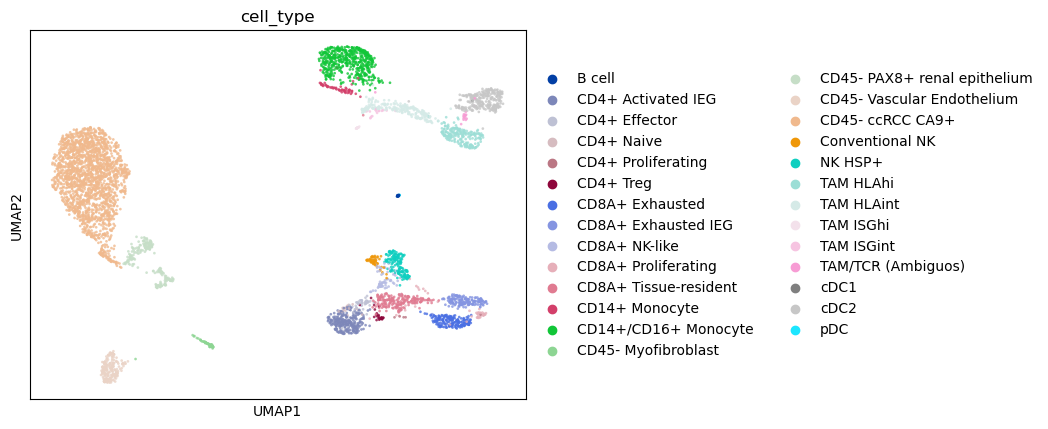 cell_type
UMAP2
UMAP1
B cell
CD4+ Activated IEG
CD4+ Effector
CD4+ Naive
CD4+ Proliferating
CD4+ Treg
CD8A+ Exhausted
CD8A+ Exhausted IEG
CD8A+ NK-like
CD8A+ Proliferating
CD8A+ Tissue-resident
CD14+ Monocyte
CD14+/CD16+ Monocyte
CD45- Myofibroblast
CD45- PAX8+ renal epithelium
CD45- Vascular Endothelium
CD45- ccRCC CA9+
Conventional NK
NK HSP+
TAM HLAhi
TAM HLAint
TAM ISGhi
TAM ISGint
TAM/TCR (Ambiguos)
cDC1
cDC2
pDC